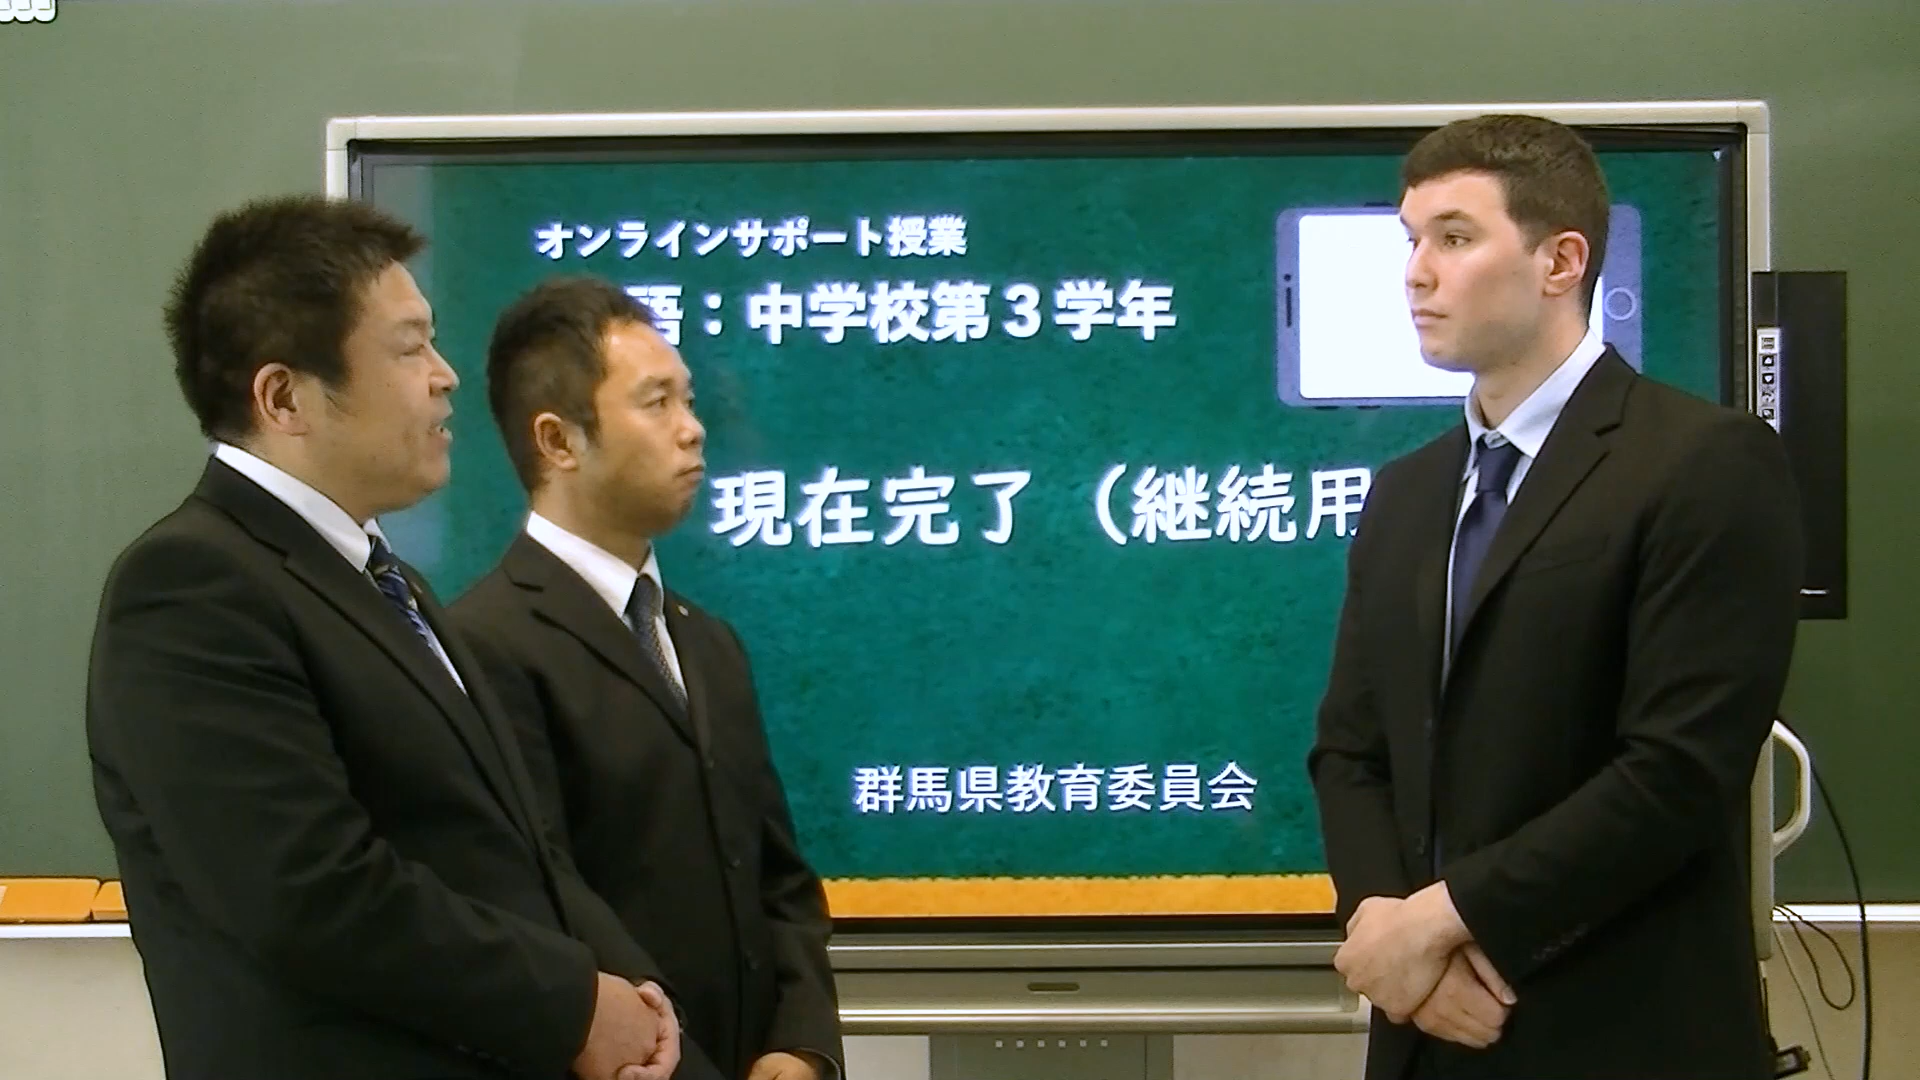 オンラインサポート授業
語：中学校第３学年
現在完了（継続用
群馬県教育委員会